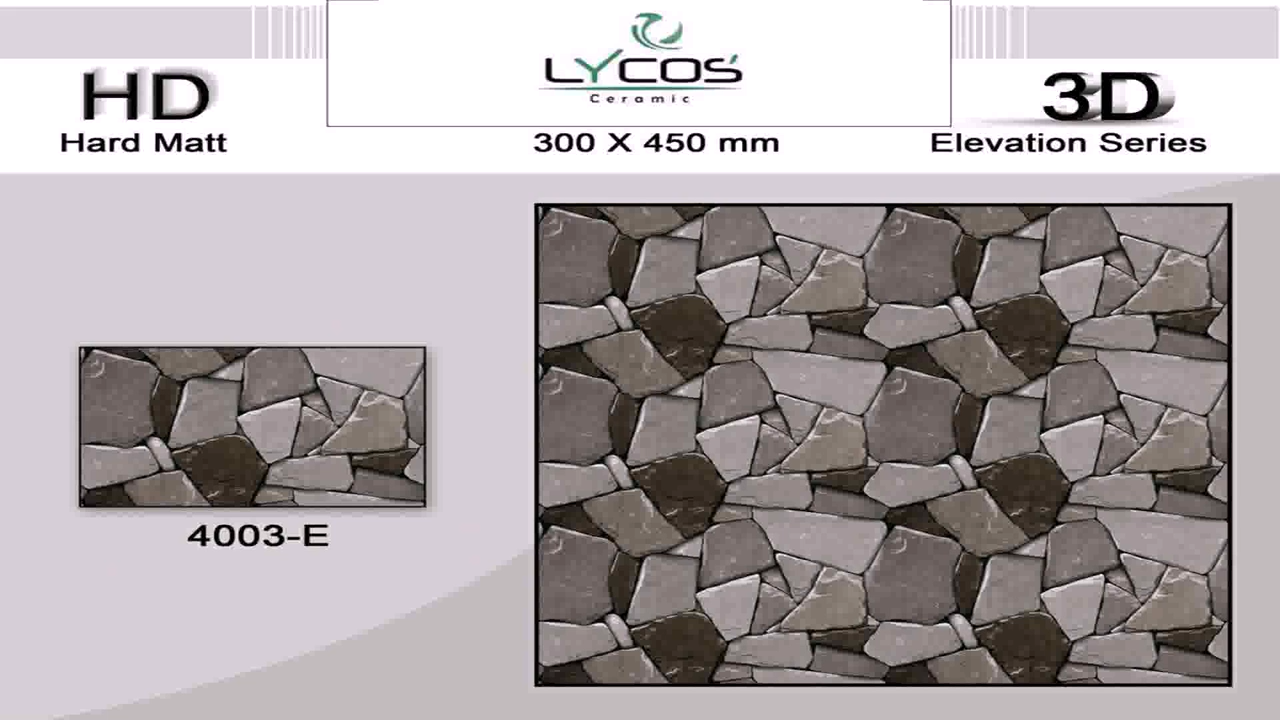 HD
Hard Matt
LYCOS'
Ceramic
300 X 450 mm
3D
Elevation Series
4003-E